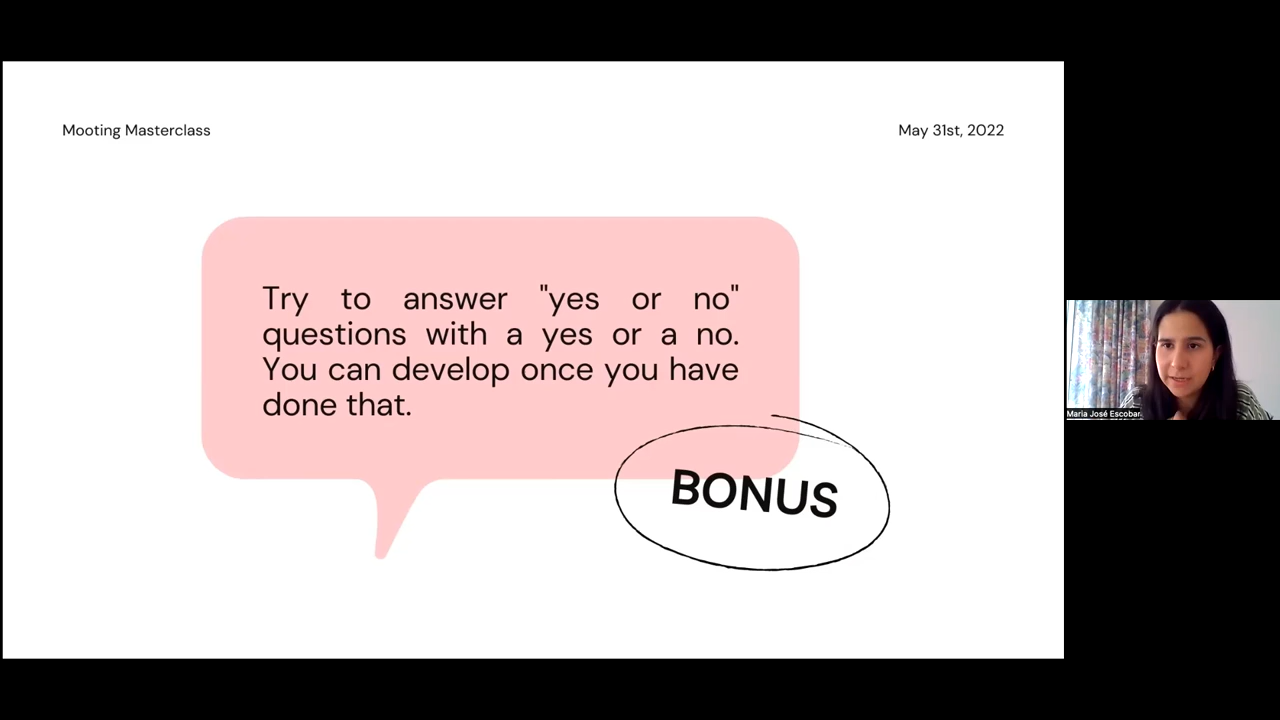 Mooting Masterclass
May 31st, 2022
Try to answer "yes or no"
questions with a yes or a no.
You can develop once you have
done that.
BONUS
María José Escobar